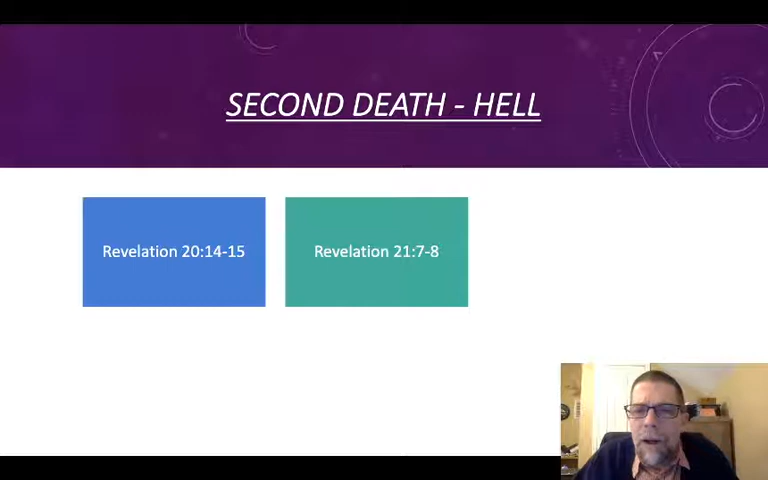 SECOND DEATH - HELL
Revelation 20:14-15
Revelation 21:7-8